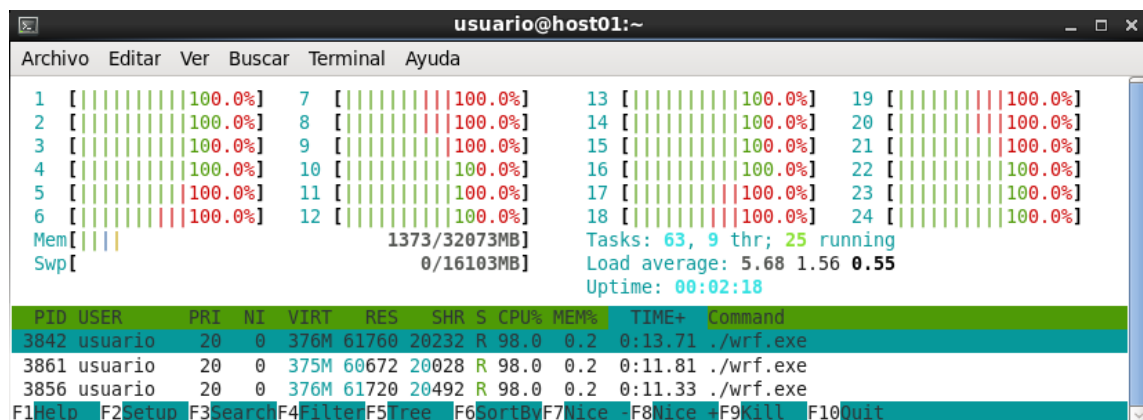 usuario@host01:~
Archivo Editar Ver Buscar Terminal Ayuda
1 [||||||||||100.0%] 7 [||||||||||100.0%] 13 [||||||||||100.0%] 19 [||||||||||100.0%]
2 [||||||||||100.0%] 8 [||||||||||100.0%] 14 [||||||||||100.0%] 20 [||||||||||100.0%]
3 [||||||||||100.0%] 9 [||||||||||100.0%] 15 [||||||||||100.0%] 21 [||||||||||100.0%]
4 [||||||||||100.0%] 10 [||||||||||100.0%] 16 [||||||||||100.0%] 22 [||||||||||100.0%]
5 [||||||||||100.0%] 11 [||||||||||100.0%] 17 [||||||||||100.0%] 23 [||||||||||100.0%]
6 [||||||||||100.0%] 12 [||||||||||100.0%] 18 [||||||||||100.0%] 24 [||||||||||100.0%]
Mem[|||| 1373/32073MB] Tasks: 63, 9 thr; 25 running
Swp[ 0/16103MB] Load average: 5.68 1.56 0.55
Uptime: 00:02:18
PID USER PRI NI VIRT RES SHR S CPU% MEM% TIME+ Command
3842 usuario 20 0 376M 61760 20232 R 98.0 0.2 0:13.71 ./wrf.exe
3861 usuario 20 0 375M 60672 20028 R 98.0 0.2 0:11.81 ./wrf.exe
3856 usuario 20 0 376M 61720 20492 R 98.0 0.2 0:11.33 ./wrf.exe
F1Help F2Setup F3SearchF4FilterF5Tree F6SortByF7Nice -F8Nice +F9Kill F10Quit